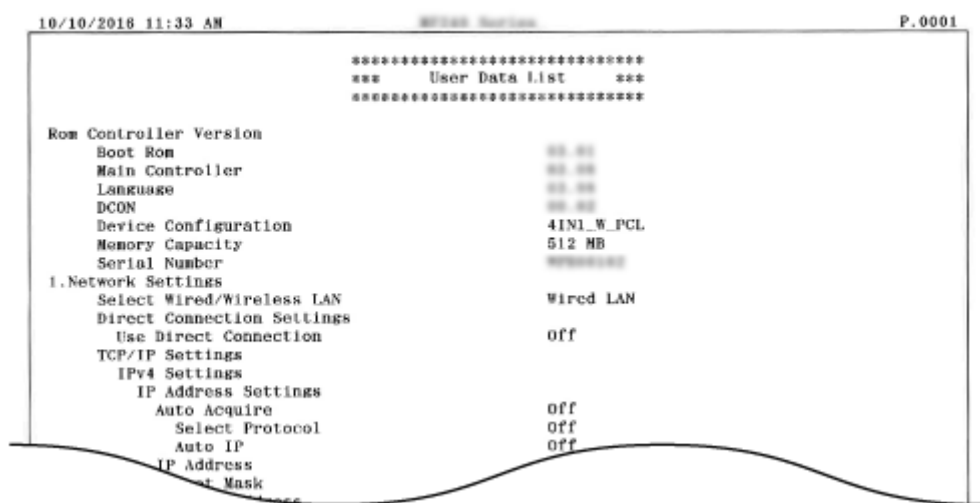 10/10/2016 11:33 AM P.0001
******************************
*** User Data List ***
******************************
Rom Controller Version
Boot Rom
Main Controller
Language
DCON
Device Configuration 4IN1_W_PCL
Memory Capacity 512 MB
Serial Number
1.Network Settings
Select Wired/Wireless LAN Wired LAN
Direct Connection Settings
Use Direct Connection Off
TCP/IP Settings
IPv4 Settings
IP Address Settings
Auto Acquire Off
Select Protocol Off
Auto IP Off
IP Address
Mask